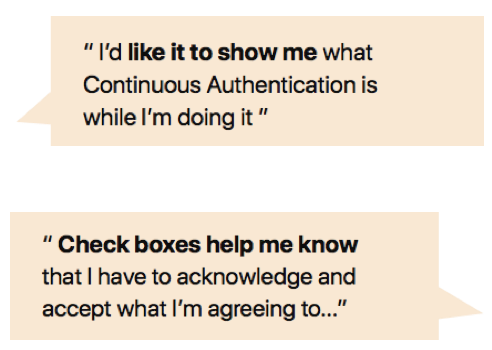 “ I’d like it to show me what
Continuous Authentication is
while I’m doing it ”
“ Check boxes help me know
that I have to acknowledge and
accept what I’m agreeing to...”